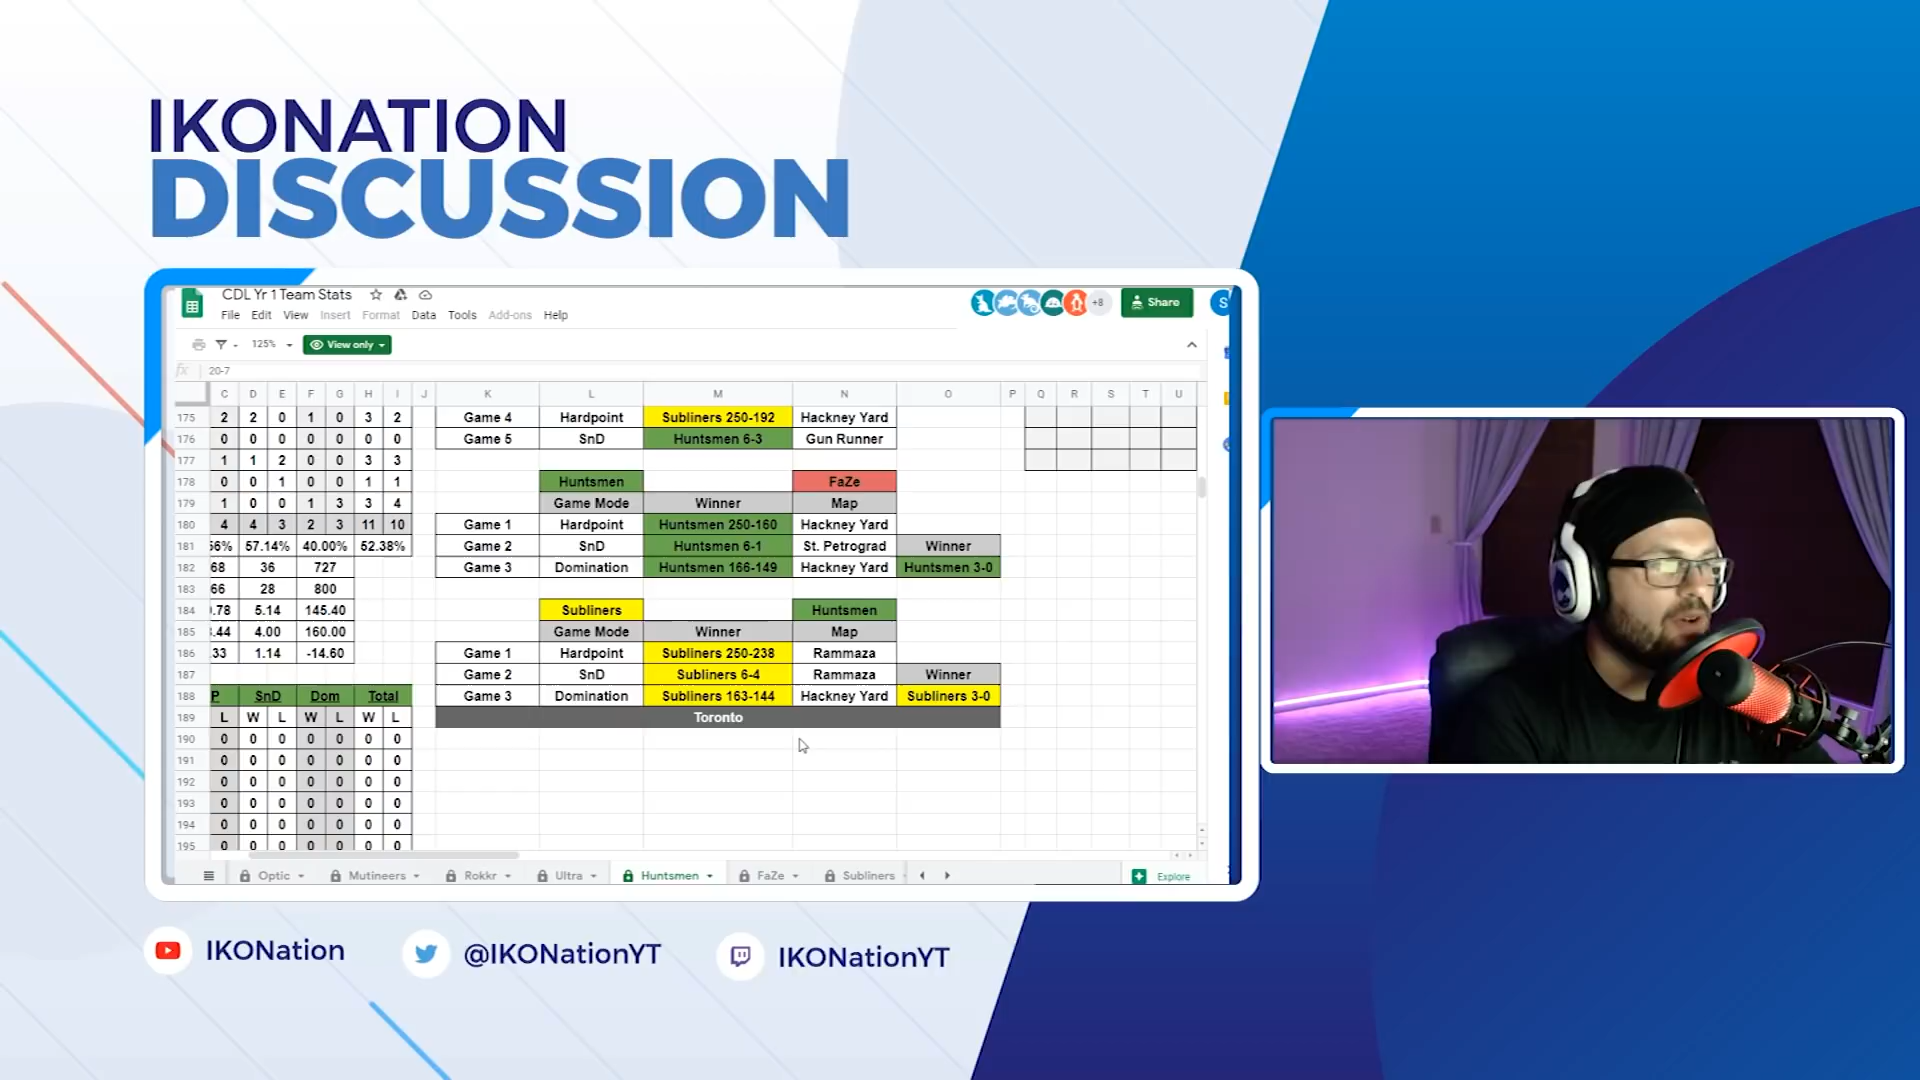 IKONATION
DISCUSSION
CDL Yr 1 Team Stats
+8
Share
S
File Edit View Insert Format Data Tools Add-ons Help
125% View only
fx 20-7
C D E F G H I J K L M N O P Q R S T U
175 2 2 0 1 0 3 2 Game 4 Hardpoint Subliners 250-192 Hackney Yard
176 0 0 0 0 0 0 0 Game 5 SnD Huntsmen 6-3 Gun Runner
177 1 1 2 0 0 3 3
178 0 0 1 0 0 1 1 Huntsmen FaZe
179 1 0 0 1 3 3 4 Game Mode Winner Map
180 4 4 3 2 3 11 10 Game 1 Hardpoint Huntsmen 250-160 Hackney Yard
181 56% 57.14% 40.00% 52.38% Game 2 SnD Huntsmen 6-1 St. Petrograd Winner
182 68 36 727 Game 3 Domination Huntsmen 166-149 Hackney Yard Huntsmen 3-0
183 66 28 800
184 .78 5.14 145.40 Subliners Huntsmen
185 .44 4.00 160.00 Game Mode Winner Map
186 33 1.14 -14.60 Game 1 Hardpoint Subliners 250-238 Rammaza
187 Game 2 SnD Subliners 6-4 Rammaza Winner
188 P SnD Dom Total Game 3 Domination Subliners 163-144 Hackney Yard Subliners 3-0
189 L W L W L W L Toronto
190 0 0 0 0 0 0 0
191 0 0 0 0 0 0 0
192 0 0 0 0 0 0 0
193 0 0 0 0 0 0 0
194 0 0 0 0 0 0 0
195 0 0 0 0 0 0 0
Optic Mutineers Rokkr Ultra Huntsmen FaZe Subliners Explore
IKONation @IKONationYT IKONationYT